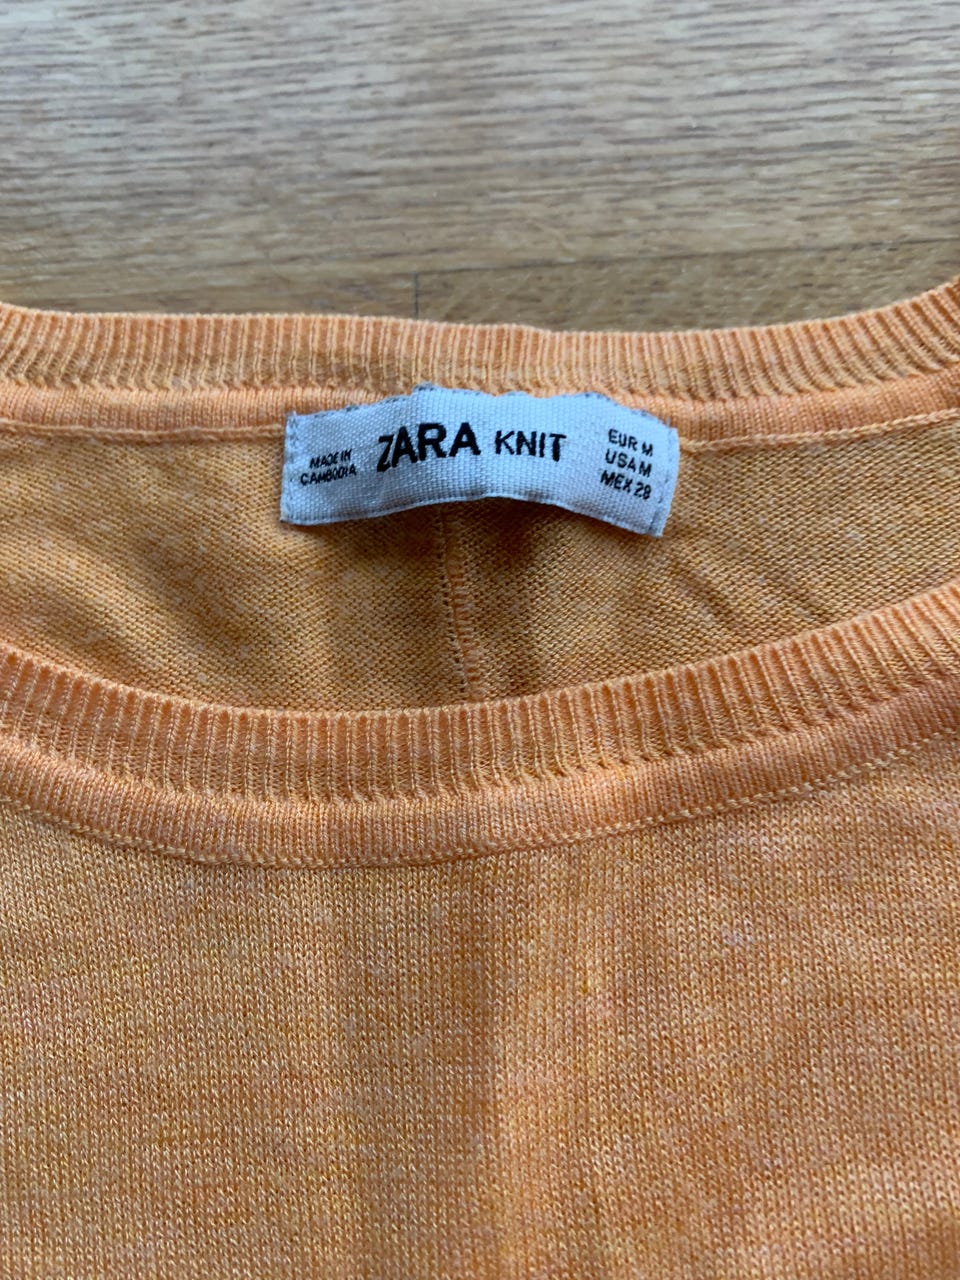 MADE IN
CAMBODIA
ZARA KNIT
EUR M
USA M
MEX 28